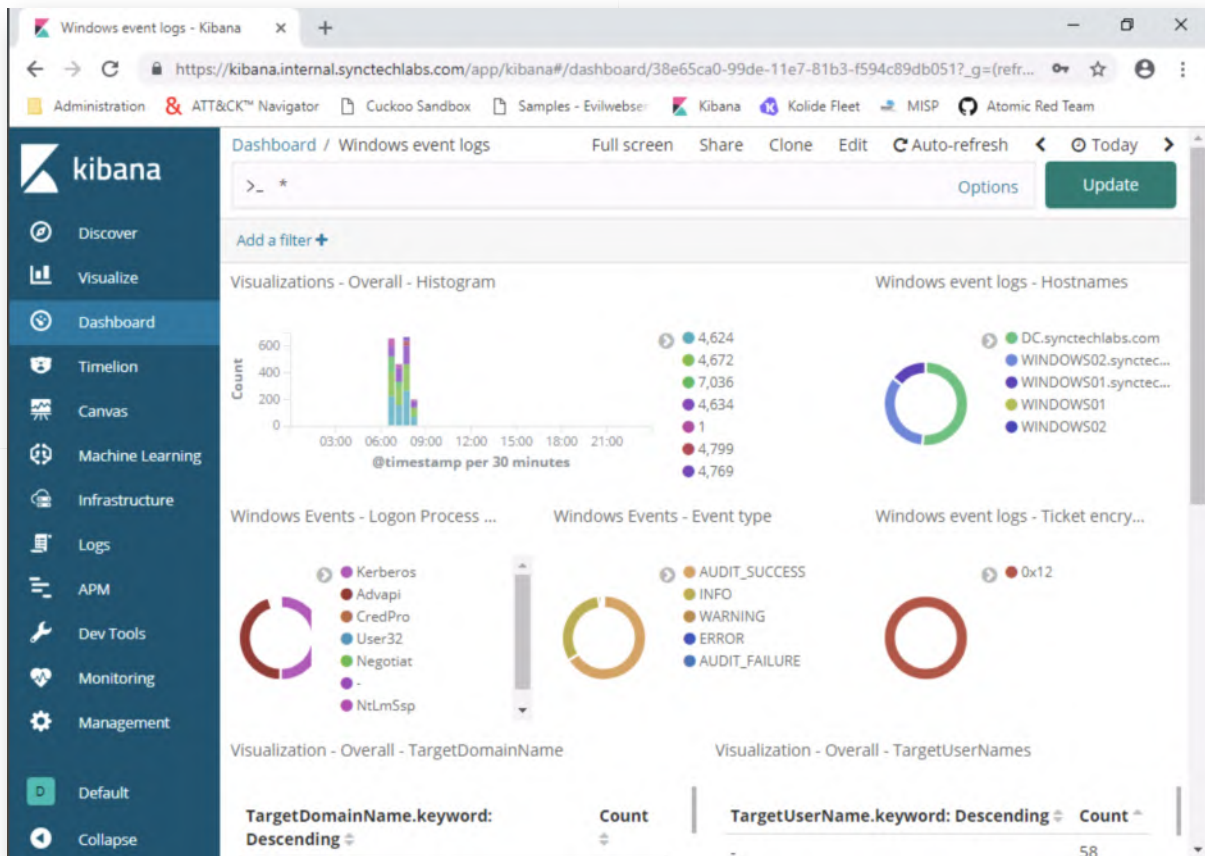 Windows event logs - Kiba
https://kibana.internal.synctechlabs.com/app/kibana#/dashboard/38e65ca0-99de-11e7-81b3-f594c89db051?_g=(refr...
Administration ATT&CK™ Navigator Cuckoo Sandbox Samples - Evilwebser Kibana Kolide Fleet MISP Atomic Red Team
kibana
Discover
Visualize
Dashboard
Timelion
Canvas
Machine Learning
Infrastructure
Logs
APM
Dev Tools
Monitoring
Management
D Default
Collapse
Dashboard / Windows event logs Full screen Share Clone Edit Auto-refresh Today
>_ * Options Update
Add a filter +
Visualizations - Overall - Histogram
Count
600
400
200
0
03:00 06:00 09:00 12:00 15:00 18:00 21:00
@timestamp per 30 minutes
4,624
4,672
7,036
4,634
1
4,799
4,769
Windows event logs - Hostnames
DC.synctechlabs.com
WINDOWS02.synctec...
WINDOWS01.synctec...
WINDOWS01
WINDOWS02
Windows Events - Logon Process ...
Kerberos
Advapi
CredPro
User32
Negotiat
-
NtLmSsp
Windows Events - Event type
AUDIT_SUCCESS
INFO
WARNING
ERROR
AUDIT_FAILURE
Windows event logs - Ticket encry...
0x12
Visualization - Overall - TargetDomainName
TargetDomainName.keyword: Count
Descending
Visualization - Overall - TargetUserNames
TargetUserName.keyword: Descending Count
- 58